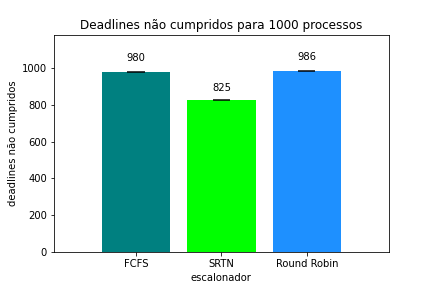 Deadlines não cumpridos para 1000 processos
deadlines não cumpridos
1000
800
600
400
200
0
980
825
986
FCFS
SRTN
Round Robin
escalonador